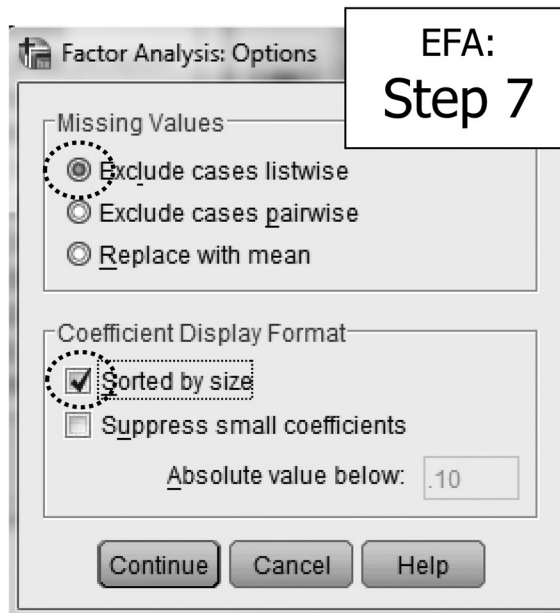 Factor Analysis: Options
EFA:
Step 7
Missing Values
Exclude cases listwise
Exclude cases pairwise
Replace with mean
Coefficient Display Format
Sorted by size
Suppress small coefficients
Absolute value below: .10
Continue Cancel Help